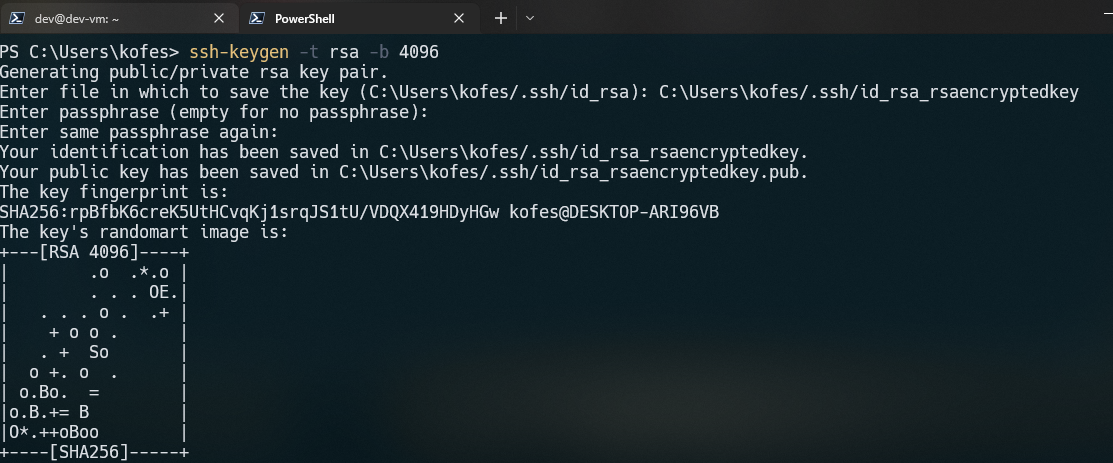 dev@dev-vm: ~
PowerShell
PS C:\Users\kofes> ssh-keygen -t rsa -b 4096
Generating public/private rsa key pair.
Enter file in which to save the key (C:\Users\kofes/.ssh/id_rsa): C:\Users\kofes/.ssh/id_rsa_rsaencryptedkey
Enter passphrase (empty for no passphrase):
Enter same passphrase again:
Your identification has been saved in C:\Users\kofes/.ssh/id_rsa_rsaencryptedkey.
Your public key has been saved in C:\Users\kofes/.ssh/id_rsa_rsaencryptedkey.pub.
The key fingerprint is:
SHA256:rpBfbK6creK5UtHCvqKj1srqJS1tU/VDQX419HDyHGw kofes@DESKTOP-ARI96VB
The key's randomart image is:
+---[RSA 4096]----+
|         .o  .*.o |
|         . . . OE.|
|    . . . o .  .+ |
|     + o o .      |
|    . +  So       |
|   o +. o  .      |
|  o.Bo.  =        |
|o.B.+= B         |
|O*.++oBoo        |
+----[SHA256]-----+